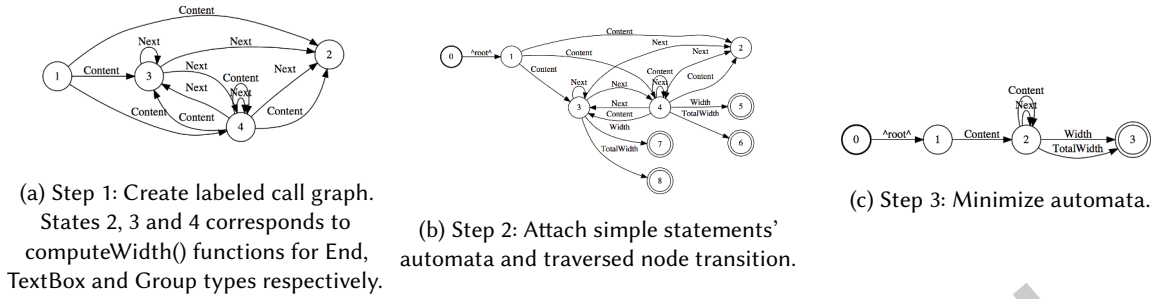 Content
Next
Next
1
Content
3
Next
Content
Next
Next
2
Next
Content
Content
4
Content
(a) Step 1: Create labeled call graph.
States 2, 3 and 4 corresponds to
computeWidth() functions for End,
TextBox and Group types respectively.
Content
Next
0
^root^
1
Content
Next
2
Content
Next
Next
Content
Next
Content
3
Next
4
Width
5
Content
TotalWidth
Width
7
6
TotalWidth
8
(b) Step 2: Attach simple statements'
automata and traversed node transition.
Content
Next
0
^root^
1
Content
2
Width
TotalWidth
3
(c) Step 3: Minimize automata.